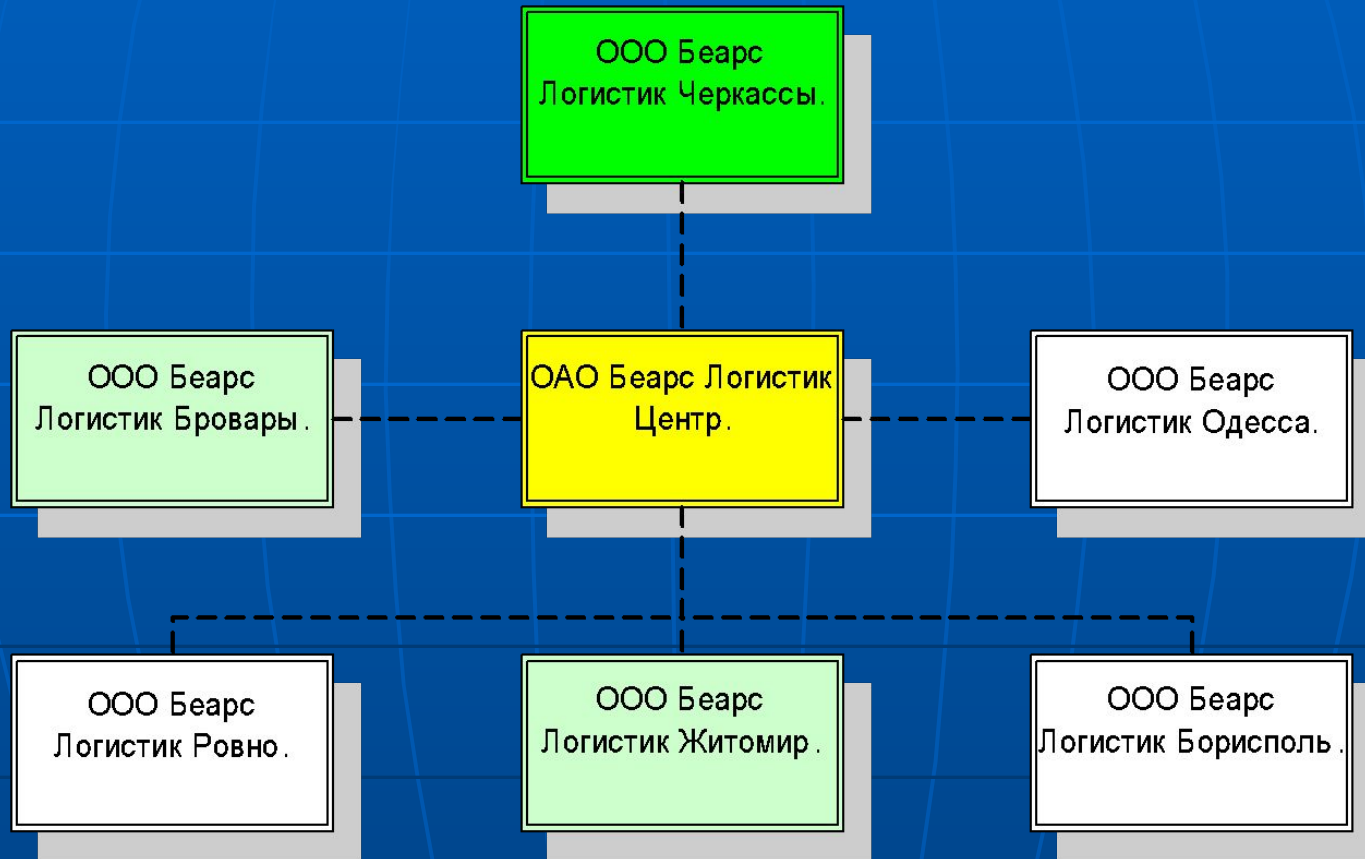 ООО Беарс
Логистик Черкассы.
ООО Беарс
Логистик Бровары.
ОАО Беарс Логистик
Центр.
ООО Беарс
Логистик Одесса.
ООО Беарс
Логистик Ровно.
ООО Беарс
Логистик Житомир.
ООО Беарс
Логистик Борисполь.